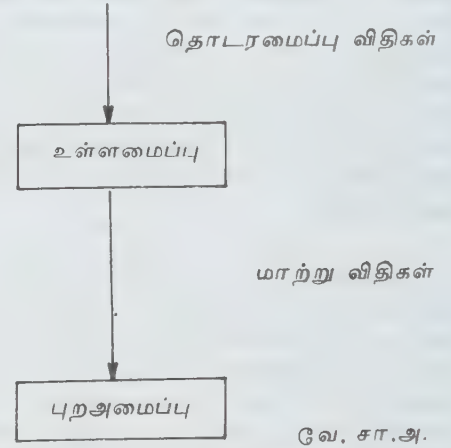 தொடரமைப்பு விதிகள்
உள்ளமைப்பு
மாற்று விதிகள்
புறஅமைப்பு
வே. சா.அ.